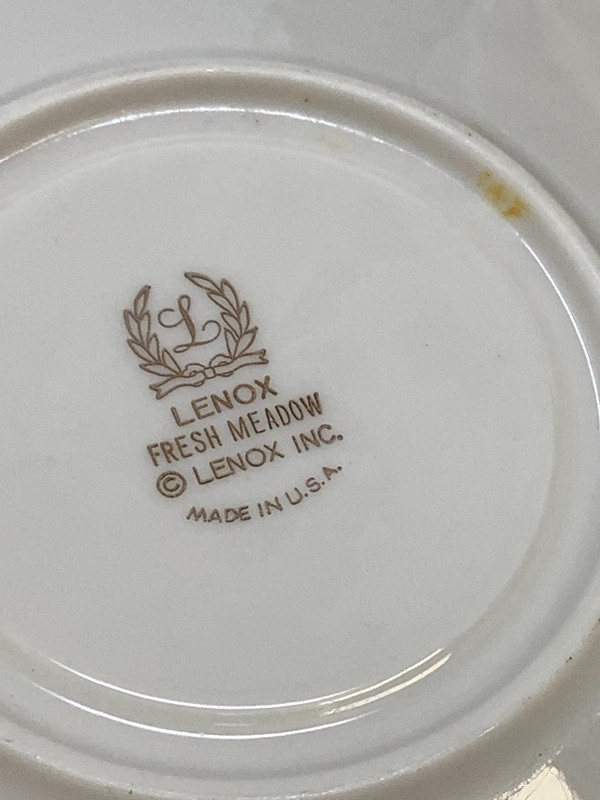 L
LENOX
FRESH MEADOW
© LENOX INC.
MADE IN U.S.A.